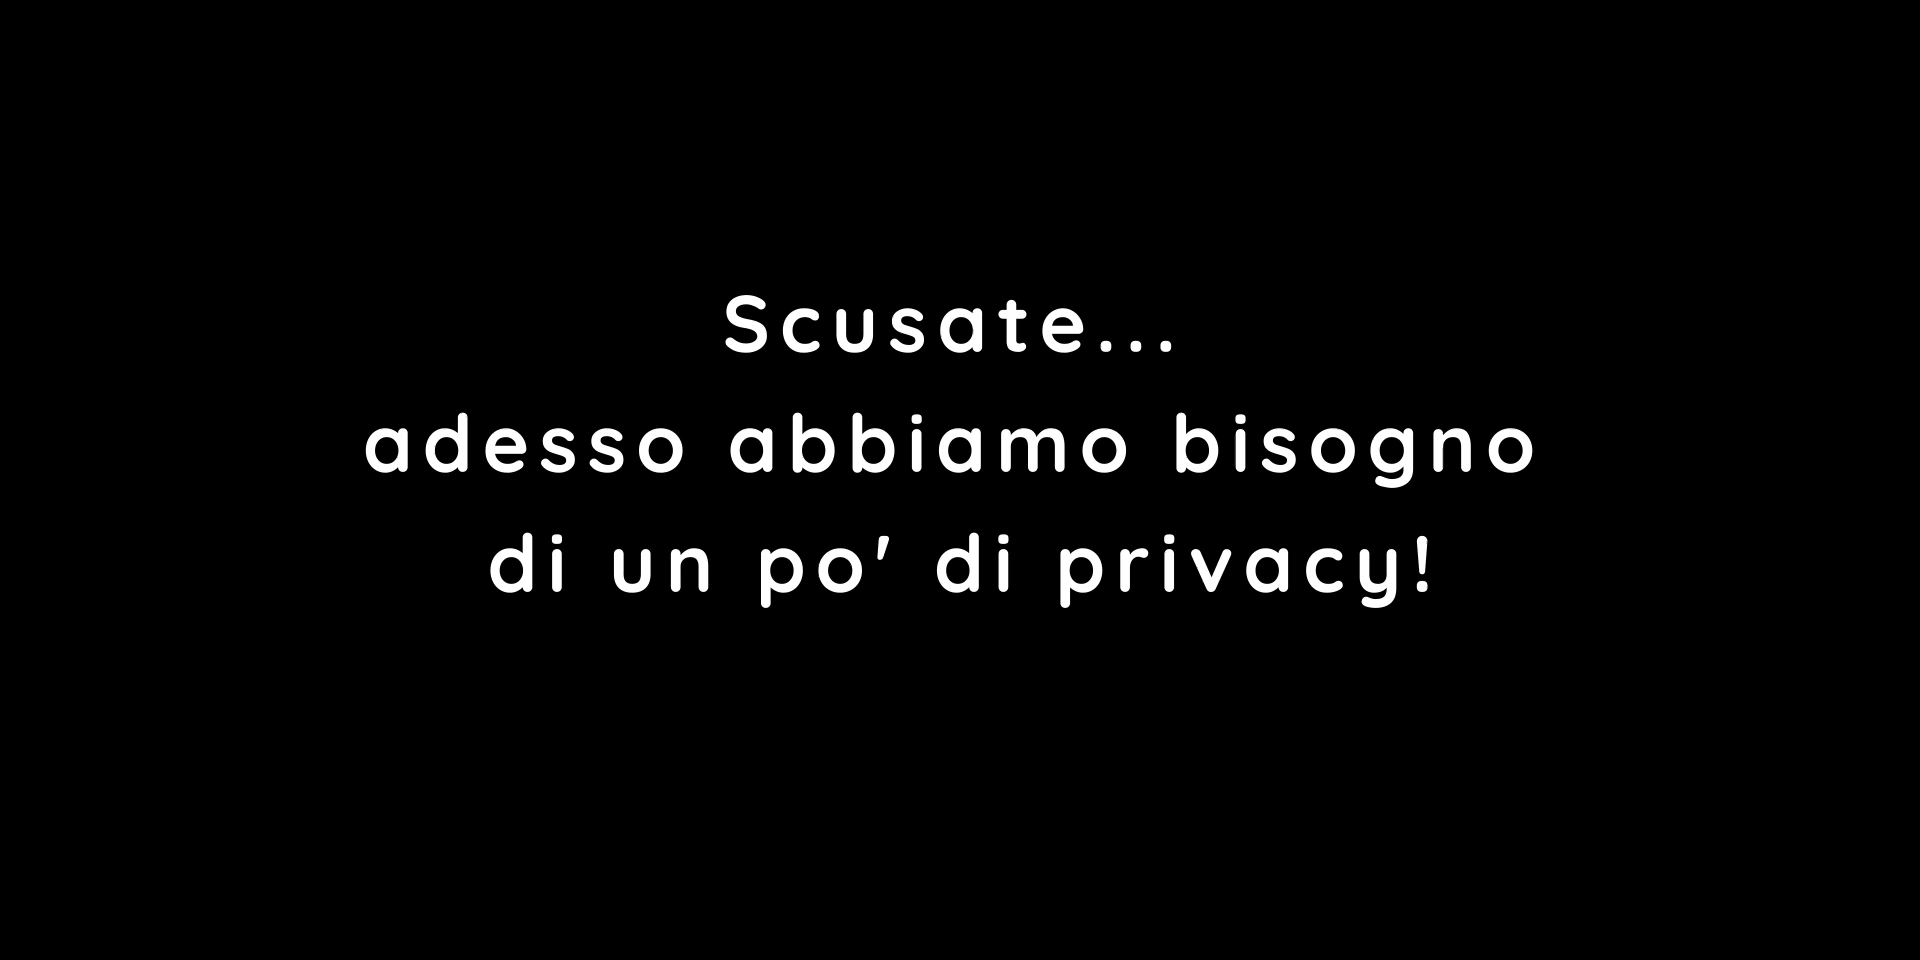 Scusate...
adesso abbiamo bisogno
di un po' di privacy!